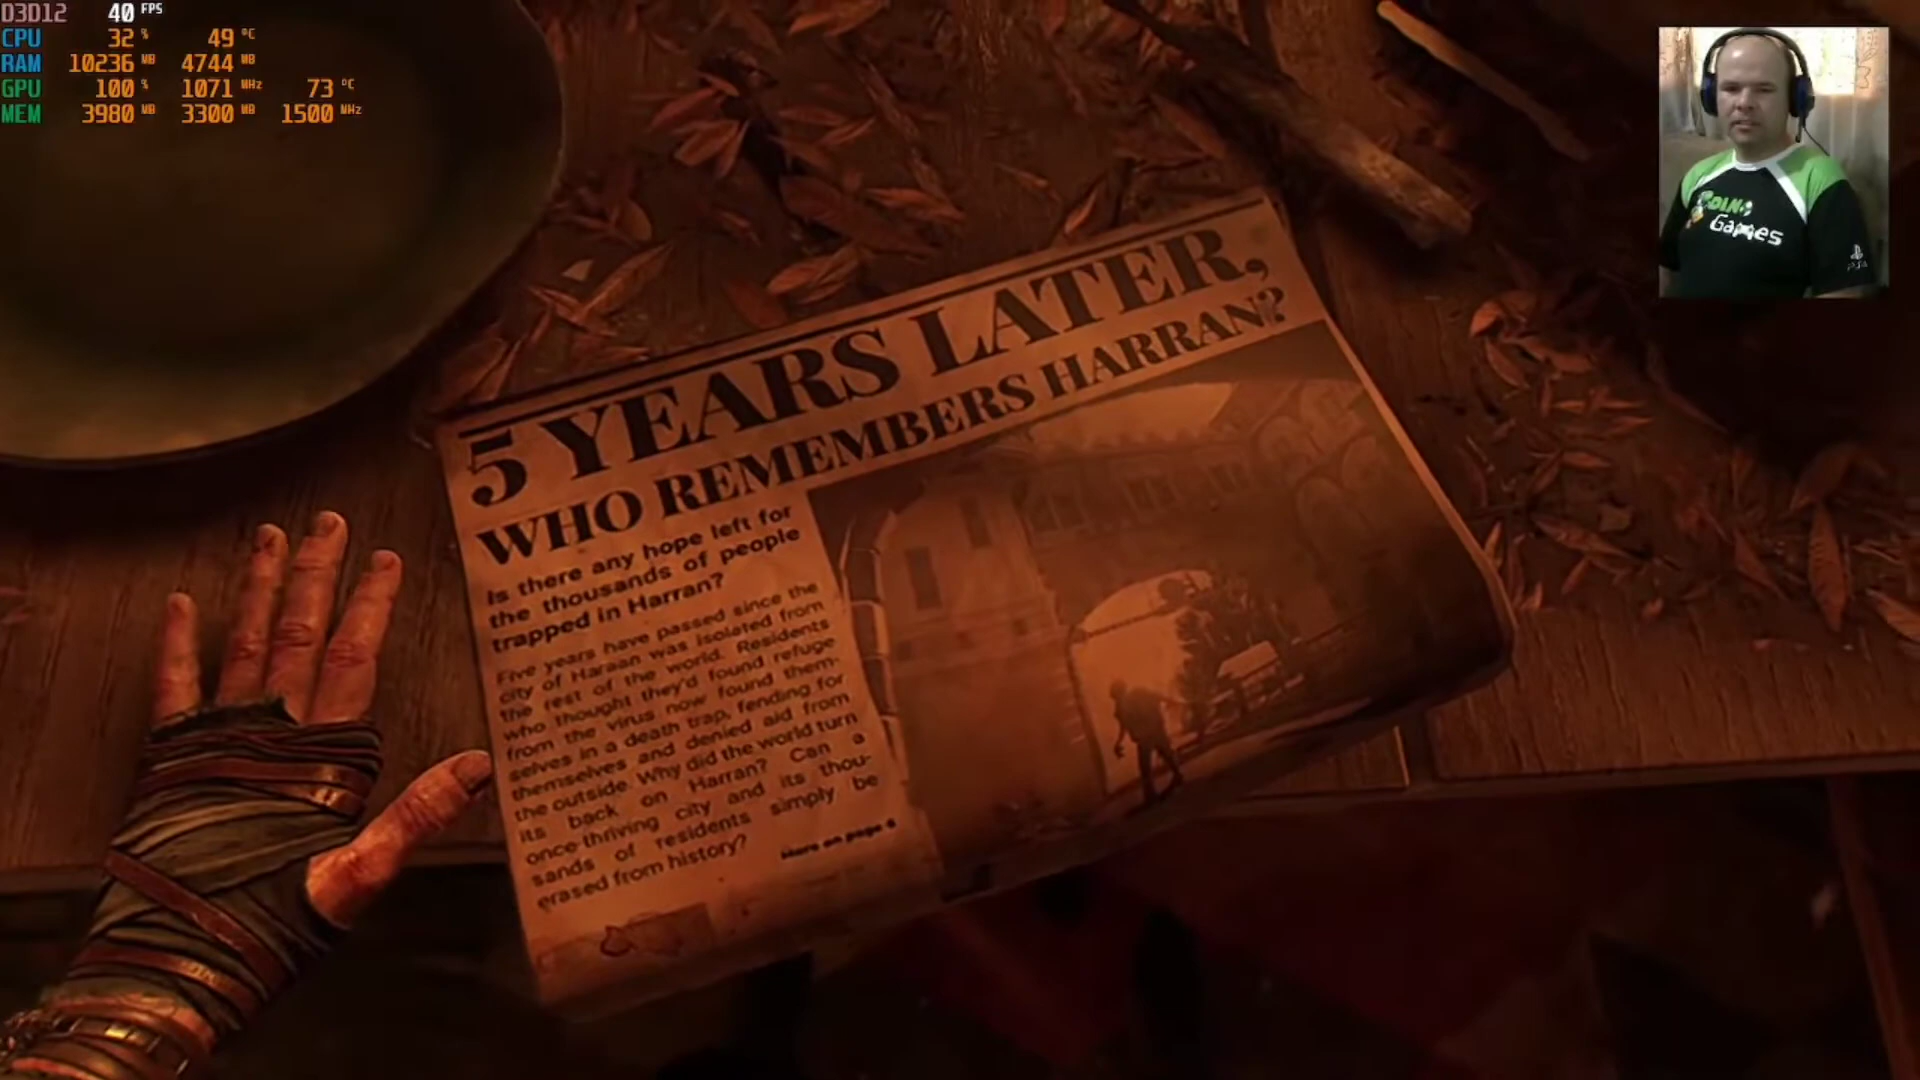 D3D12 40 FPS
CPU 32 % 49 °C
RAM 10236 MB 4744 MB
GPU 100 % 1071 MHz 73 °C
MEM 3980 MB 3300 MB 1500 MHz
Games
PS4
5 YEARS LATER,
WHO REMEMBERS HARRAN?
Is there any hope left for
the thousands of people
trapped in Harran?
Five years have passed since the
city of Haraan was isolated from
the rest of the world. Residents
who thought they'd found refuge
from the virus now found them-
selves in a death trap, fending for
themselves and denied aid from
the outside. Why did the world turn
its back on Harran? Can a
once-thriving city and its thou-
sands of residents simply be
erased from history?
More on page 6